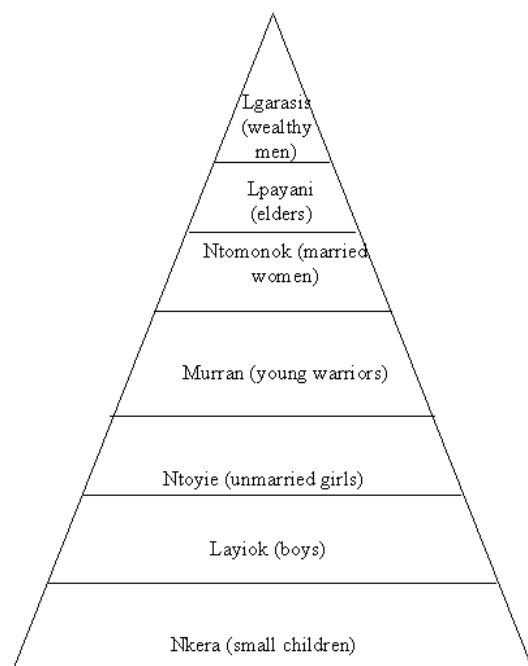 Lgarasis
(wealthy
men)
Lpayani
(elders)
Ntomonok (married
women)
Murran (young warriors)
Ntoyie (unmarried girls)
Layiok (boys)
Nkera (small children)